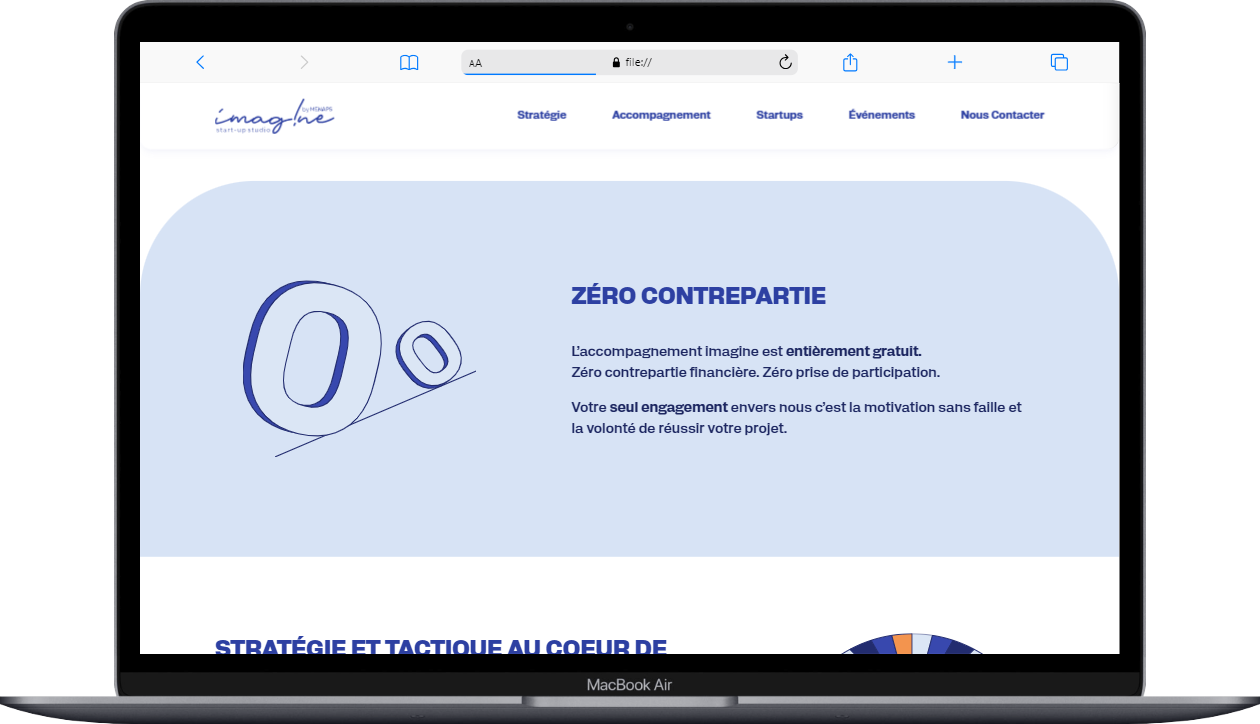 AA
file://
imag!ne
by MENAPS
start-up studio
Stratégie
Accompagnement
Startups
Événements
Nous Contacter
0%
ZÉRO CONTREPARTIE
L'accompagnement imagine est entièrement gratuit.
Zéro contrepartie financière. Zéro prise de participation.
Votre seul engagement envers nous c'est la motivation sans faille et
la volonté de réussir votre projet.
STRATÉGIE ET TACTIQUE AU COEUR DE
MacBook Air